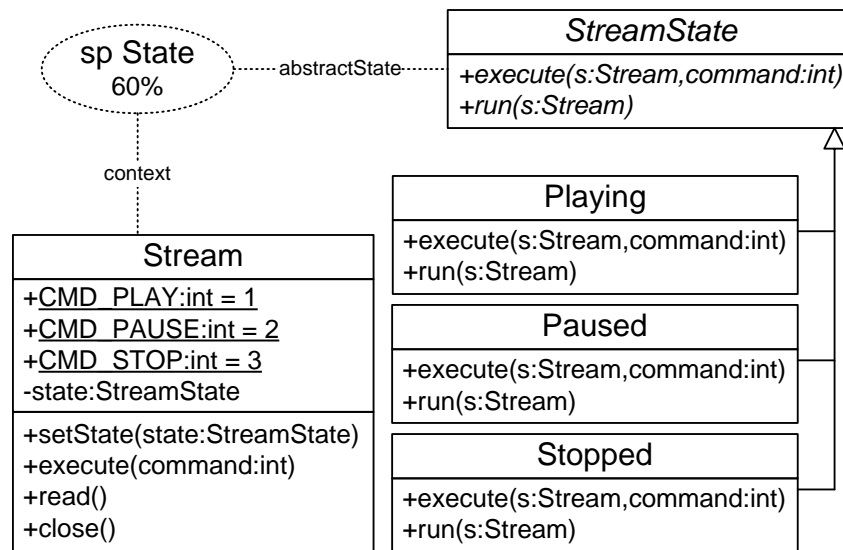 sp State
60%
abstractState
StreamState
+execute(s:Stream,command:int)
+run(s:Stream)
context
Stream
+CMD_PLAY:int = 1
+CMD_PAUSE:int = 2
+CMD_STOP:int = 3
-state:StreamState
+setState(state:StreamState)
+execute(command:int)
+read()
+close()
Playing
+execute(s:Stream,command:int)
+run(s:Stream)
Paused
+execute(s:Stream,command:int)
+run(s:Stream)
Stopped
+execute(s:Stream,command:int)
+run(s:Stream)